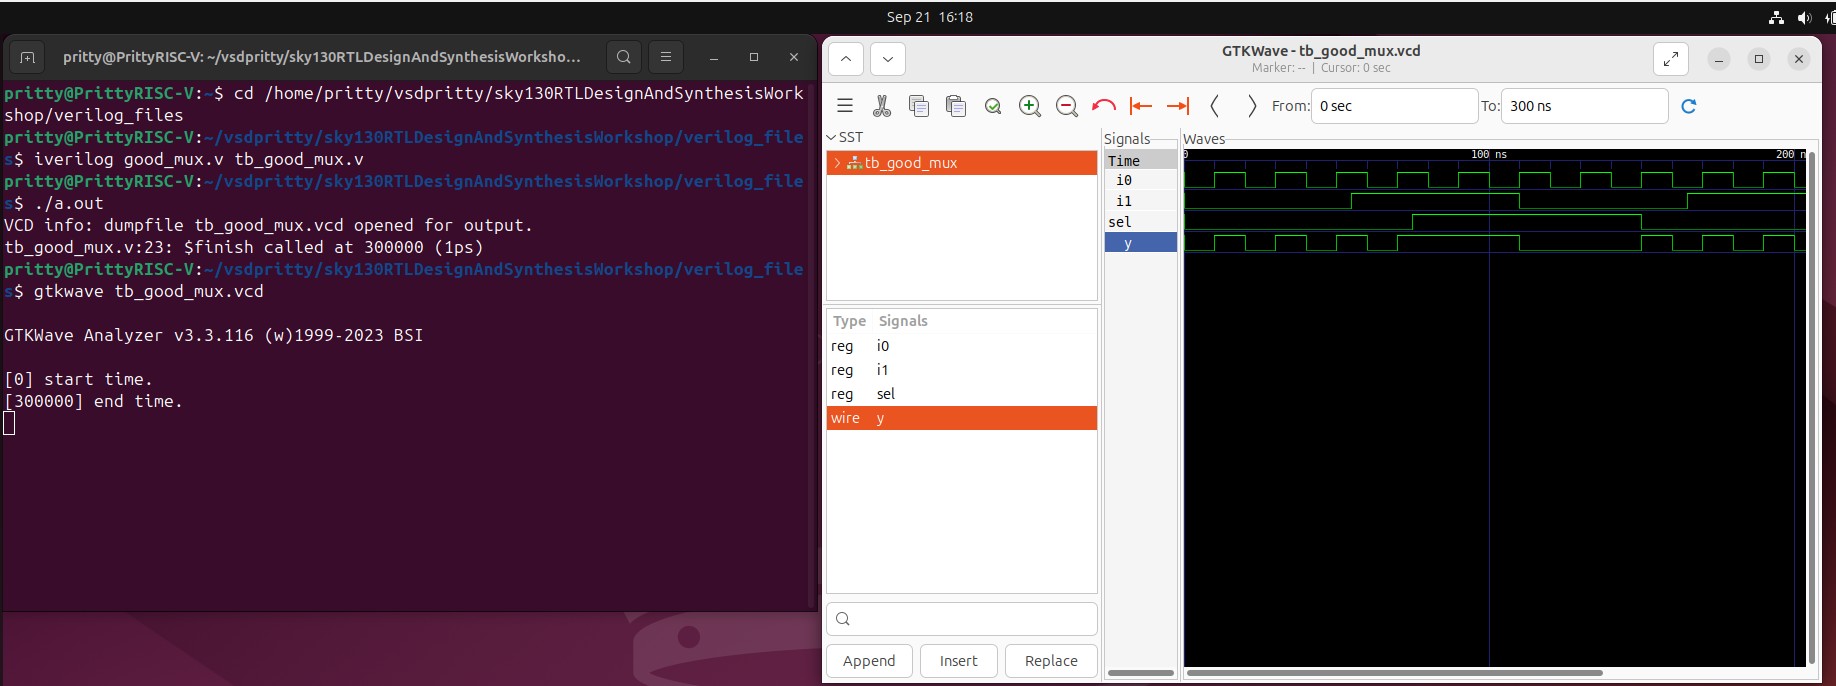 Sep 21 16:18
pritty@PrittyRISC-V: ~/vsdpritty/sky130RTLDesignAndSynthesisWorksho...
pritty@PrittyRISC-V:~$ cd /home/pritty/vsdpritty/sky130RTLDesignAndSynthesisWork
shop/verilog_files
pritty@PrittyRISC-V:~/vsdpritty/sky130RTLDesignAndSynthesisWorkshop/verilog_file
s$ iverilog good_mux.v tb_good_mux.v
pritty@PrittyRISC-V:~/vsdpritty/sky130RTLDesignAndSynthesisWorkshop/verilog_file
s$ ./a.out
VCD info: dumpfile tb_good_mux.vcd opened for output.
tb_good_mux.v:23: $finish called at 300000 (1ps)
pritty@PrittyRISC-V:~/vsdpritty/sky130RTLDesignAndSynthesisWorkshop/verilog_file
s$ gtkwave tb_good_mux.vcd
GTKWave Analyzer v3.3.116 (w)1999-2023 BSI
[0] start time.
[300000] end time.
GTKWave - tb_good_mux.vcd
Marker: -- | Cursor: 0 sec
From: 0 sec To: 300 ns
SST
tb_good_mux
Type Signals
reg i0
reg i1
reg sel
wire y
Append Insert Replace
Signals
Time
i0
i1
sel
y
Waves
0 100 ns 200 n